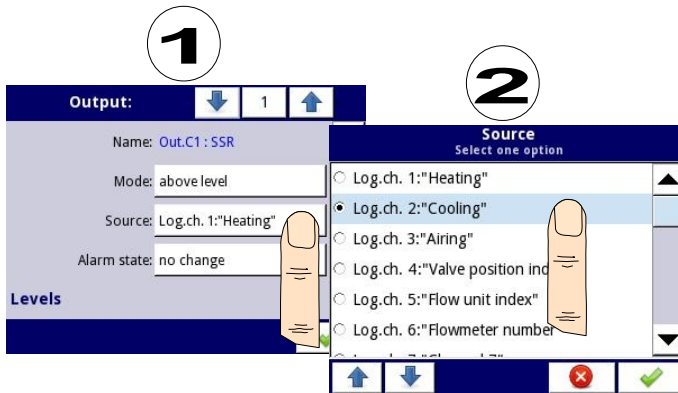 1
Output:
1
Name: Out.C1 : SSR
Mode: above level
Source: Log.ch. 1:"Heating"
Alarm state: no change
Levels
2
Source
Select one option
Log.ch. 1:"Heating"
Log.ch. 2:"Cooling"
Log.ch. 3:"Airing"
Log.ch. 4:"Valve position ind
Log.ch. 5:"Flow unit index"
Log.ch. 6:"Flowmeter number